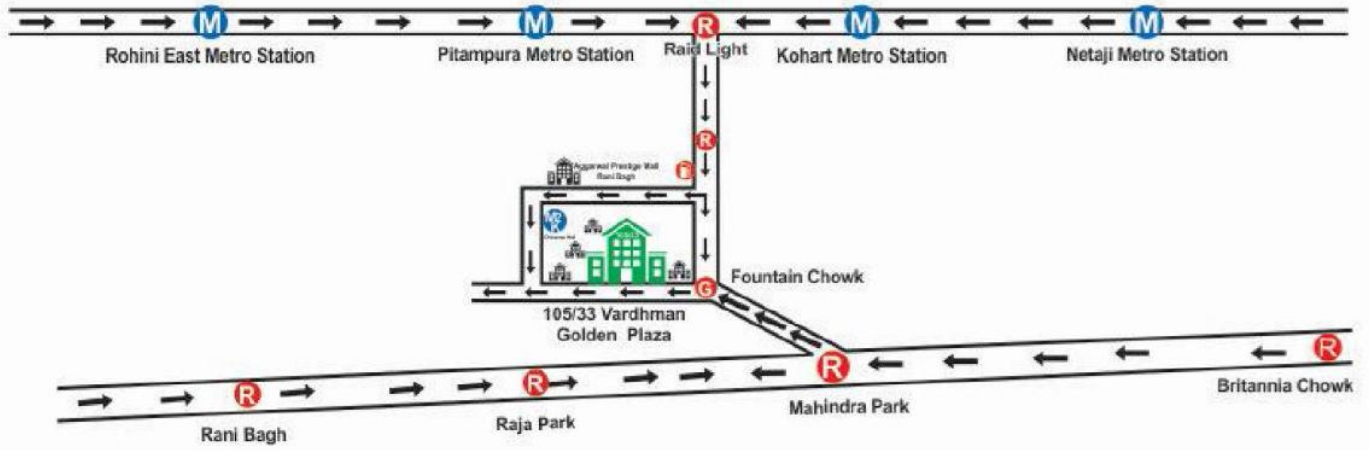 M M R M M
Rohini East Metro Station Pitampura Metro Station Raid Light Kohart Metro Station Netaji Metro Station
R
Aggarwal Prestige Mall
Rani Bagh
G Fountain Chowk
105/33 Vardhman
Golden Plaza
R R R R
Rani Bagh Raja Park Mahindra Park Britannia Chowk